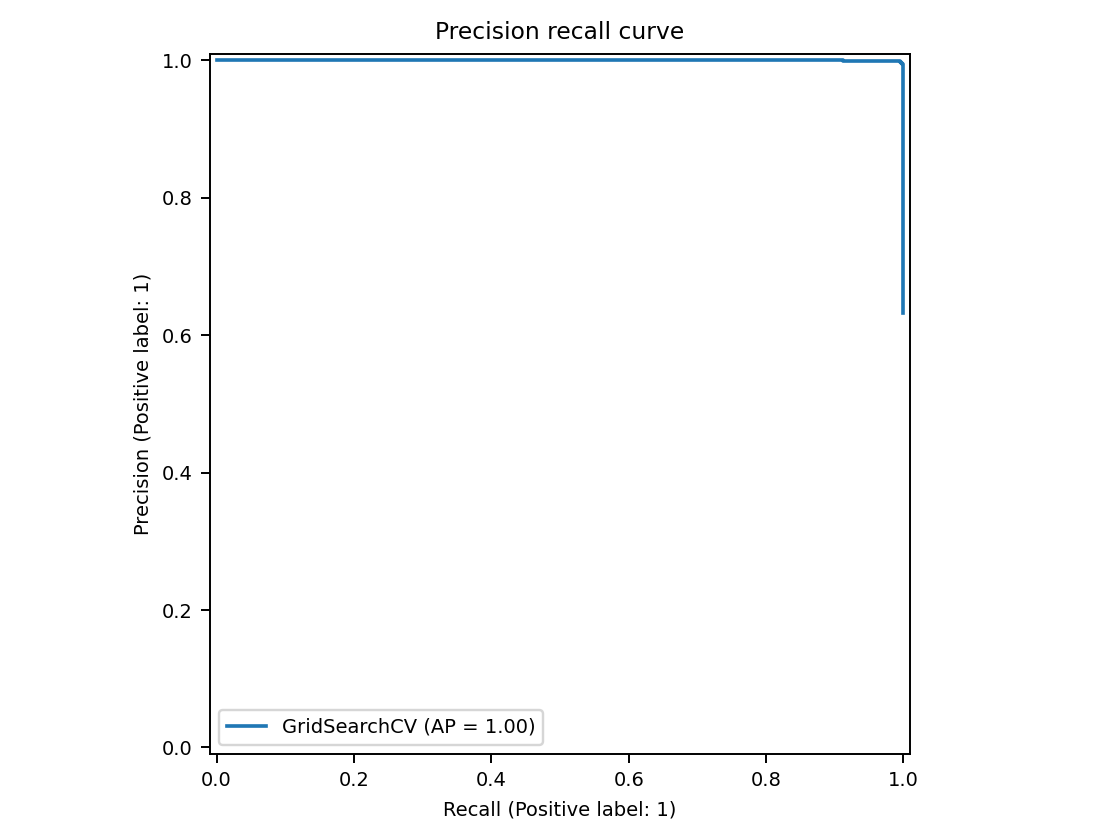 Precision recall curve
Precision (Positive label: 1)
1.0
0.8
0.6
0.4
0.2
0.0
GridSearchCV (AP = 1.00)
0.0 0.2 0.4 0.6 0.8 1.0
Recall (Positive label: 1)